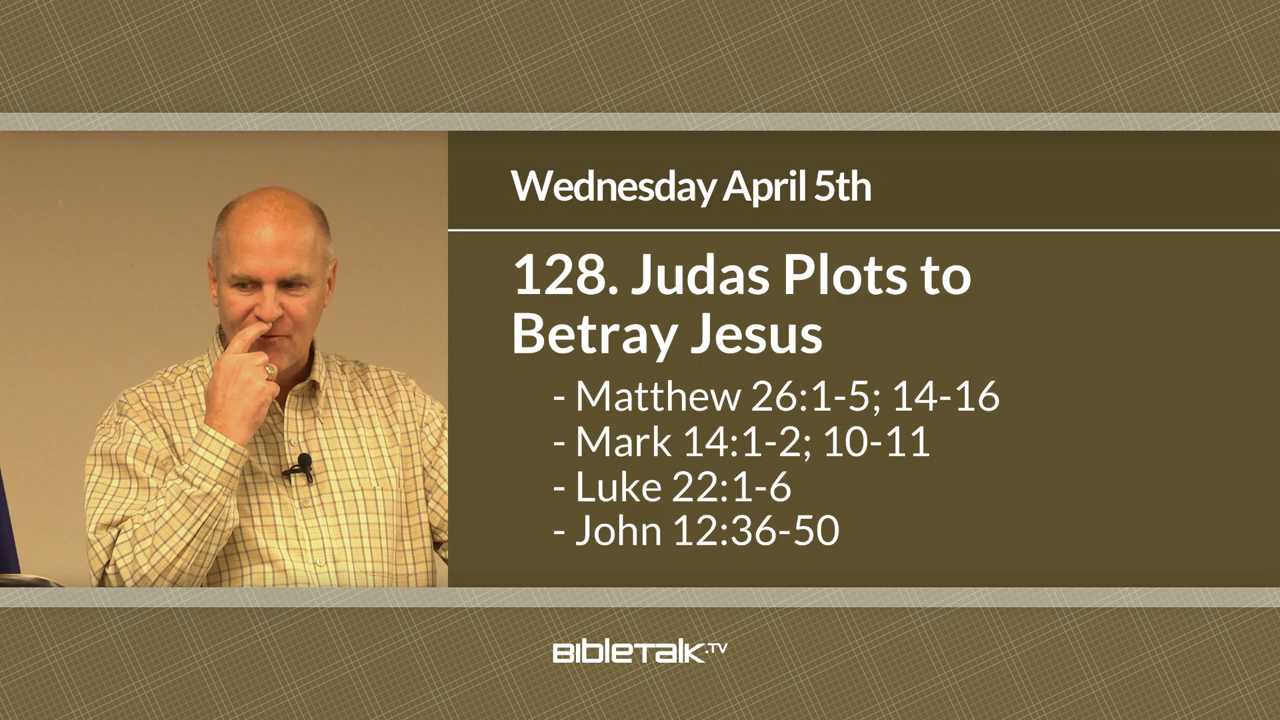 Wednesday April 5th
128. Judas Plots to
Betray Jesus
- Matthew 26:1-5; 14-16
- Mark 14:1-2; 10-11
- Luke 22:1-6
- John 12:36-50
BIBLETALK.TV